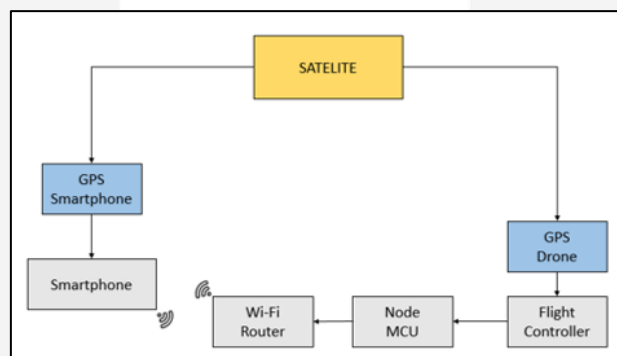 SATELITE
GPS
Smartphone
Smartphone
GPS
Drone
Wi-Fi
Router
Node
MCU
Flight
Controller